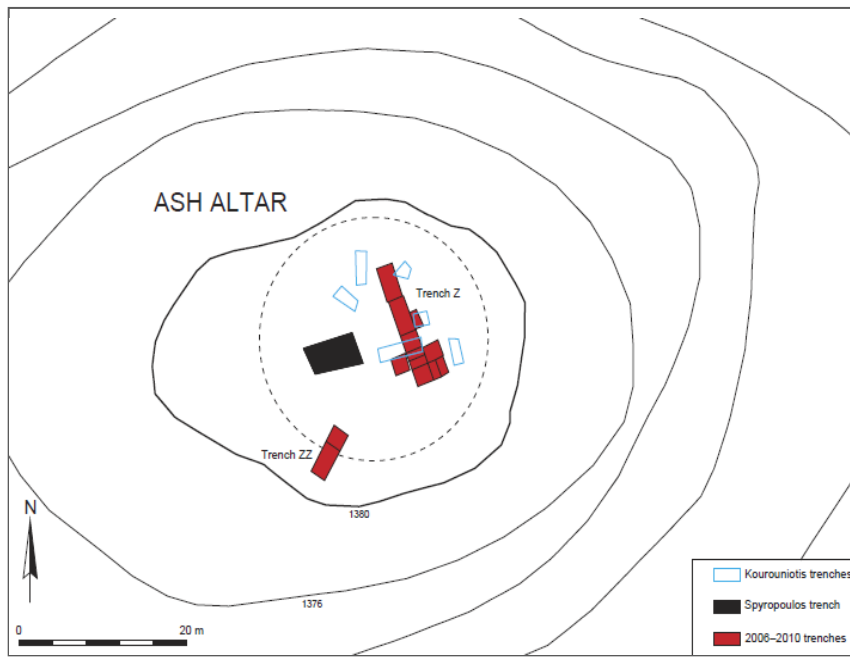 ASH ALTAR
Trench Z
Trench ZZ
1380
N
1376
0 20 m
Kourouniotis trenches
Spyropoulos trench
2006–2010 trenches